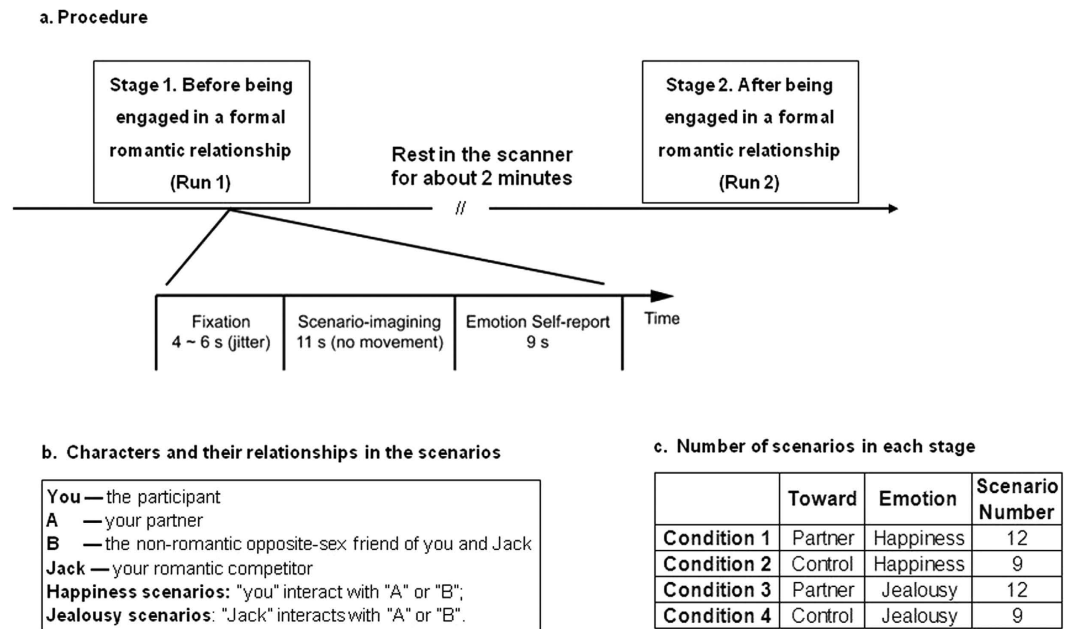 a. Procedure
Stage 1. Before being
engaged in a formal
romantic relationship
(Run 1)
Rest in the scanner
for about 2 minutes
//
Stage 2. After being
engaged in a formal
romantic relationship
(Run 2)
Fixation
4 ~ 6 s (jitter)
Scenario-imagining
11 s (no movement)
Emotion Self-report
9 s
Time
b. Characters and their relationships in the scenarios
You — the participant
A — your partner
B — the non-romantic opposite-sex friend of you and Jack
Jack — your romantic competitor
Happiness scenarios: "you" interact with "A" or "B";
Jealousy scenarios: "Jack" interacts with "A" or "B".
c. Number of scenarios in each stage
Toward Emotion Scenario
Number
Condition 1 Partner Happiness 12
Condition 2 Control Happiness 9
Condition 3 Partner Jealousy 12
Condition 4 Control Jealousy 9